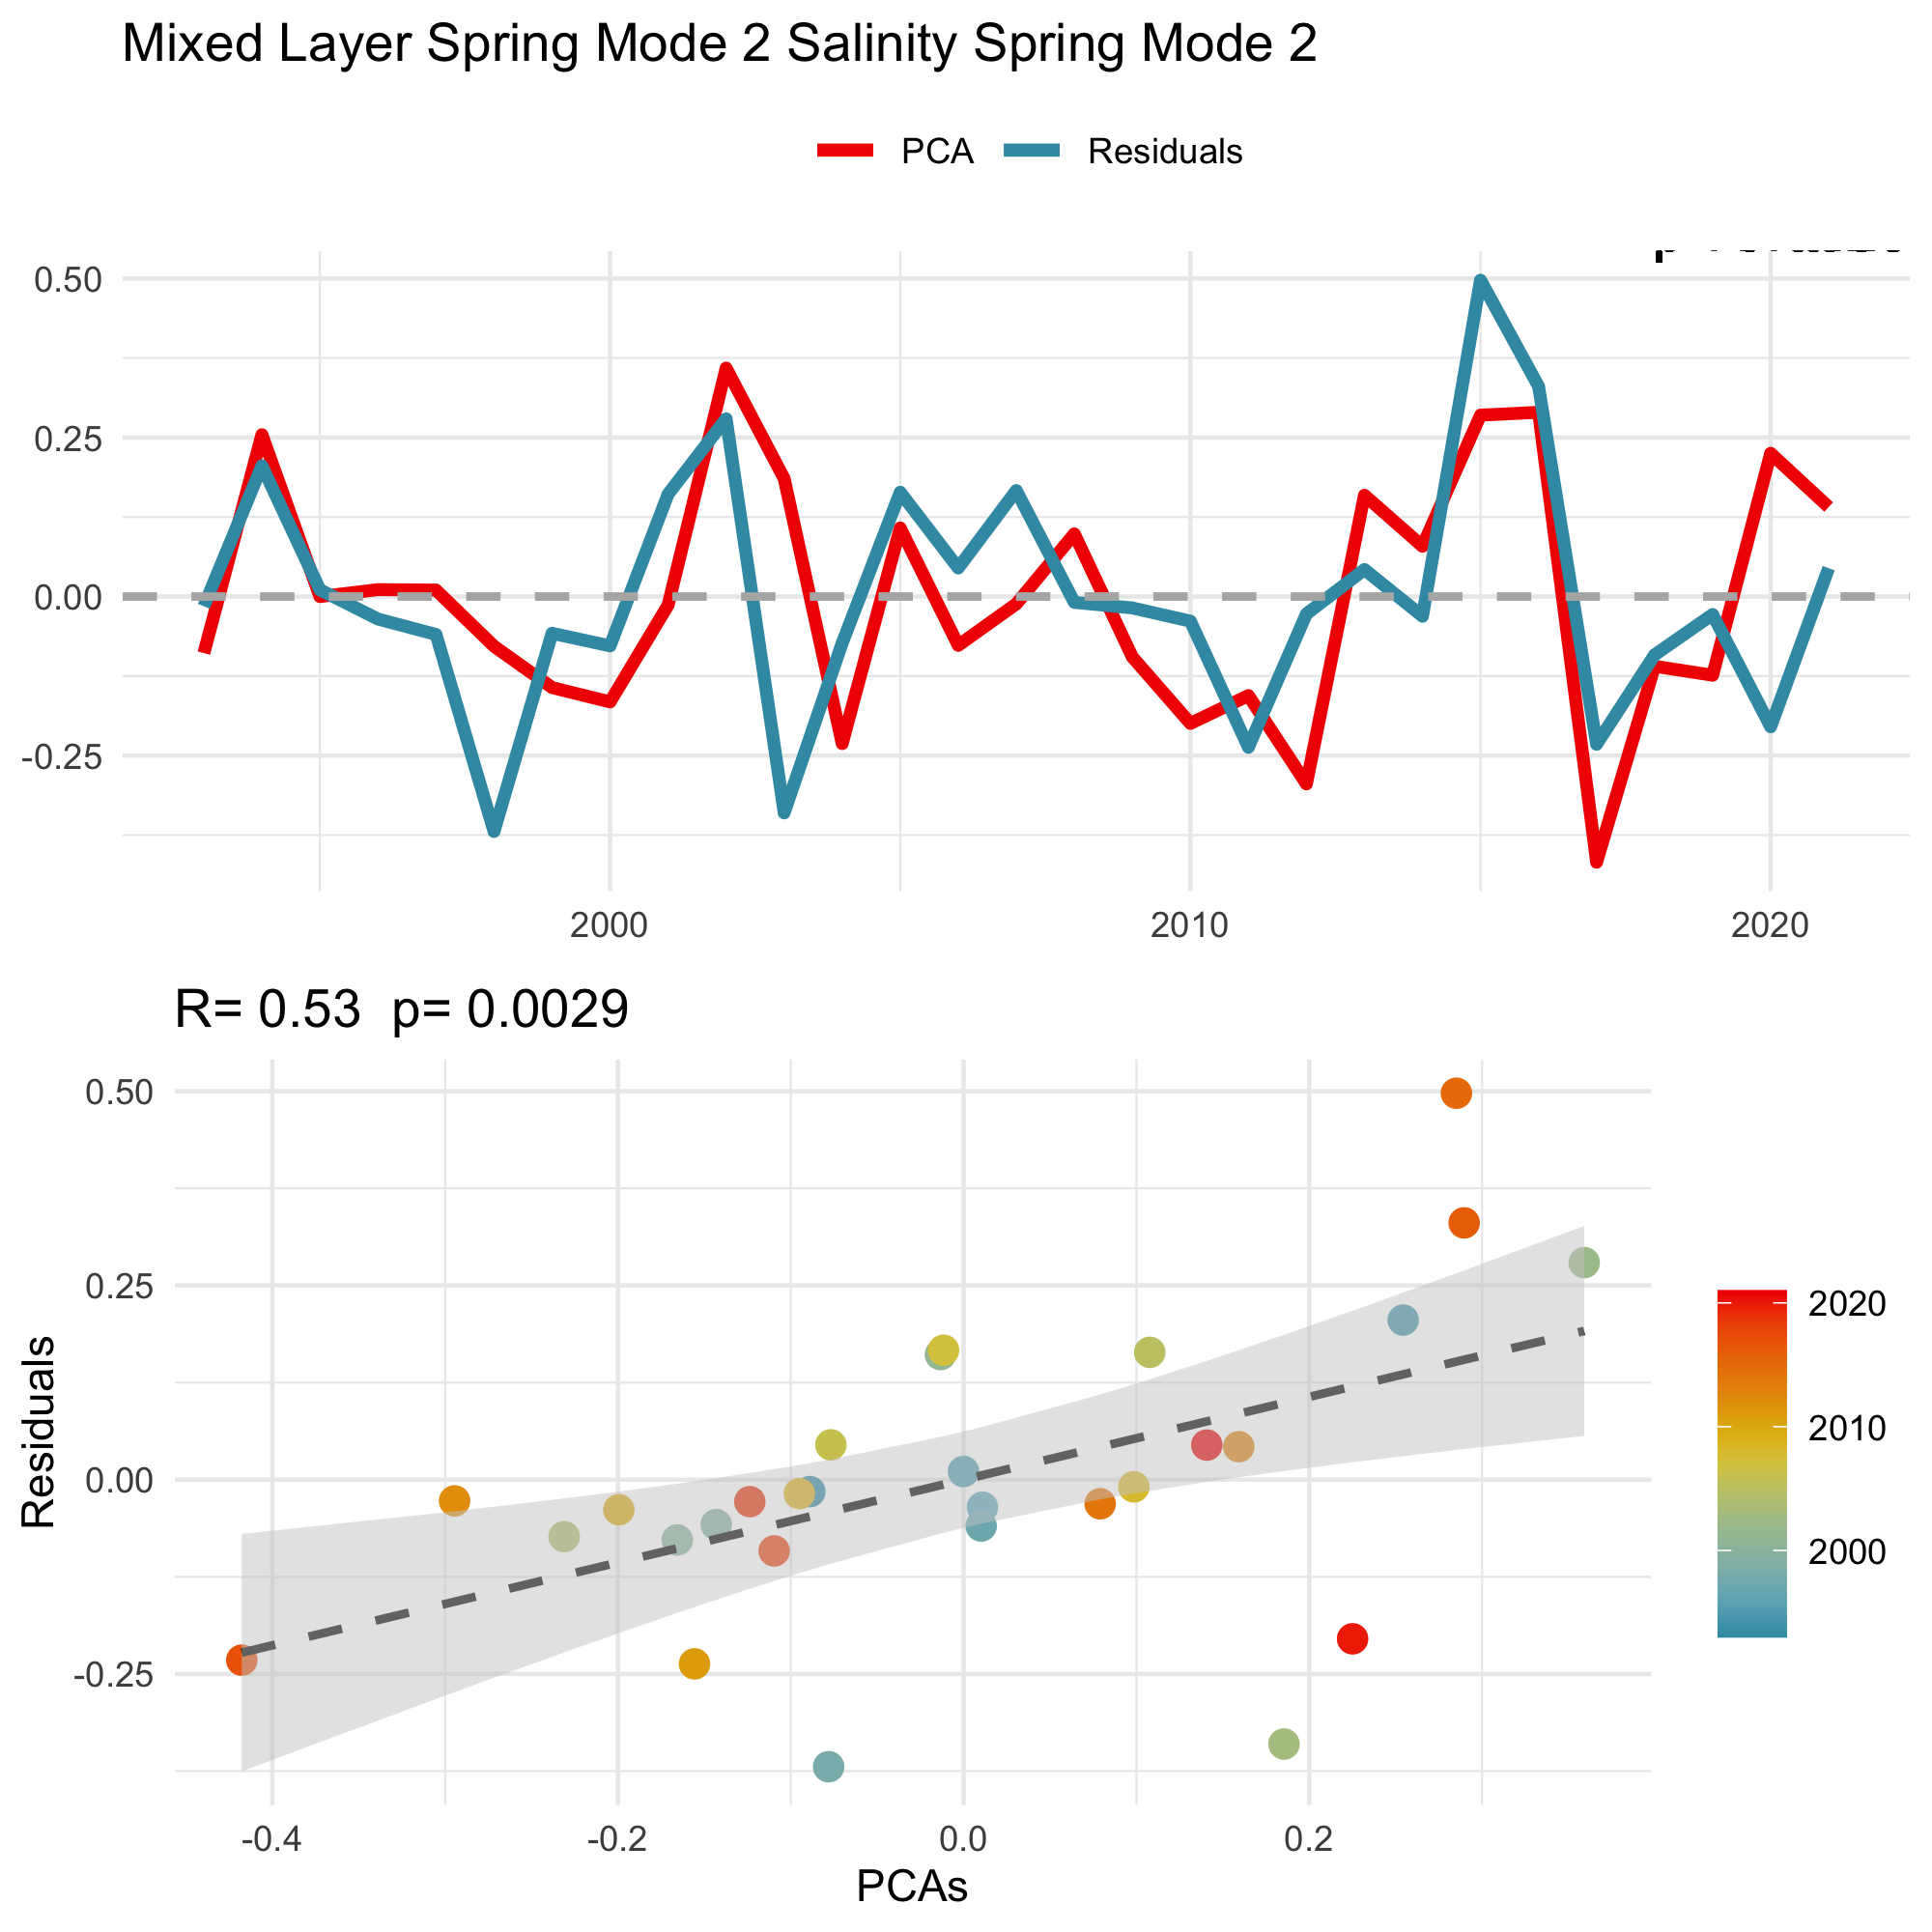 Mixed Layer Spring Mode 2 Salinity Spring Mode 2
PCA Residuals
0.50
0.25
0.00
-0.25
2000 2010 2020
R= 0.53 p= 0.0029
0.50
0.25
0.00
-0.25
Residuals
-0.4 -0.2 0.0 0.2
PCAs
2020
2010
2000